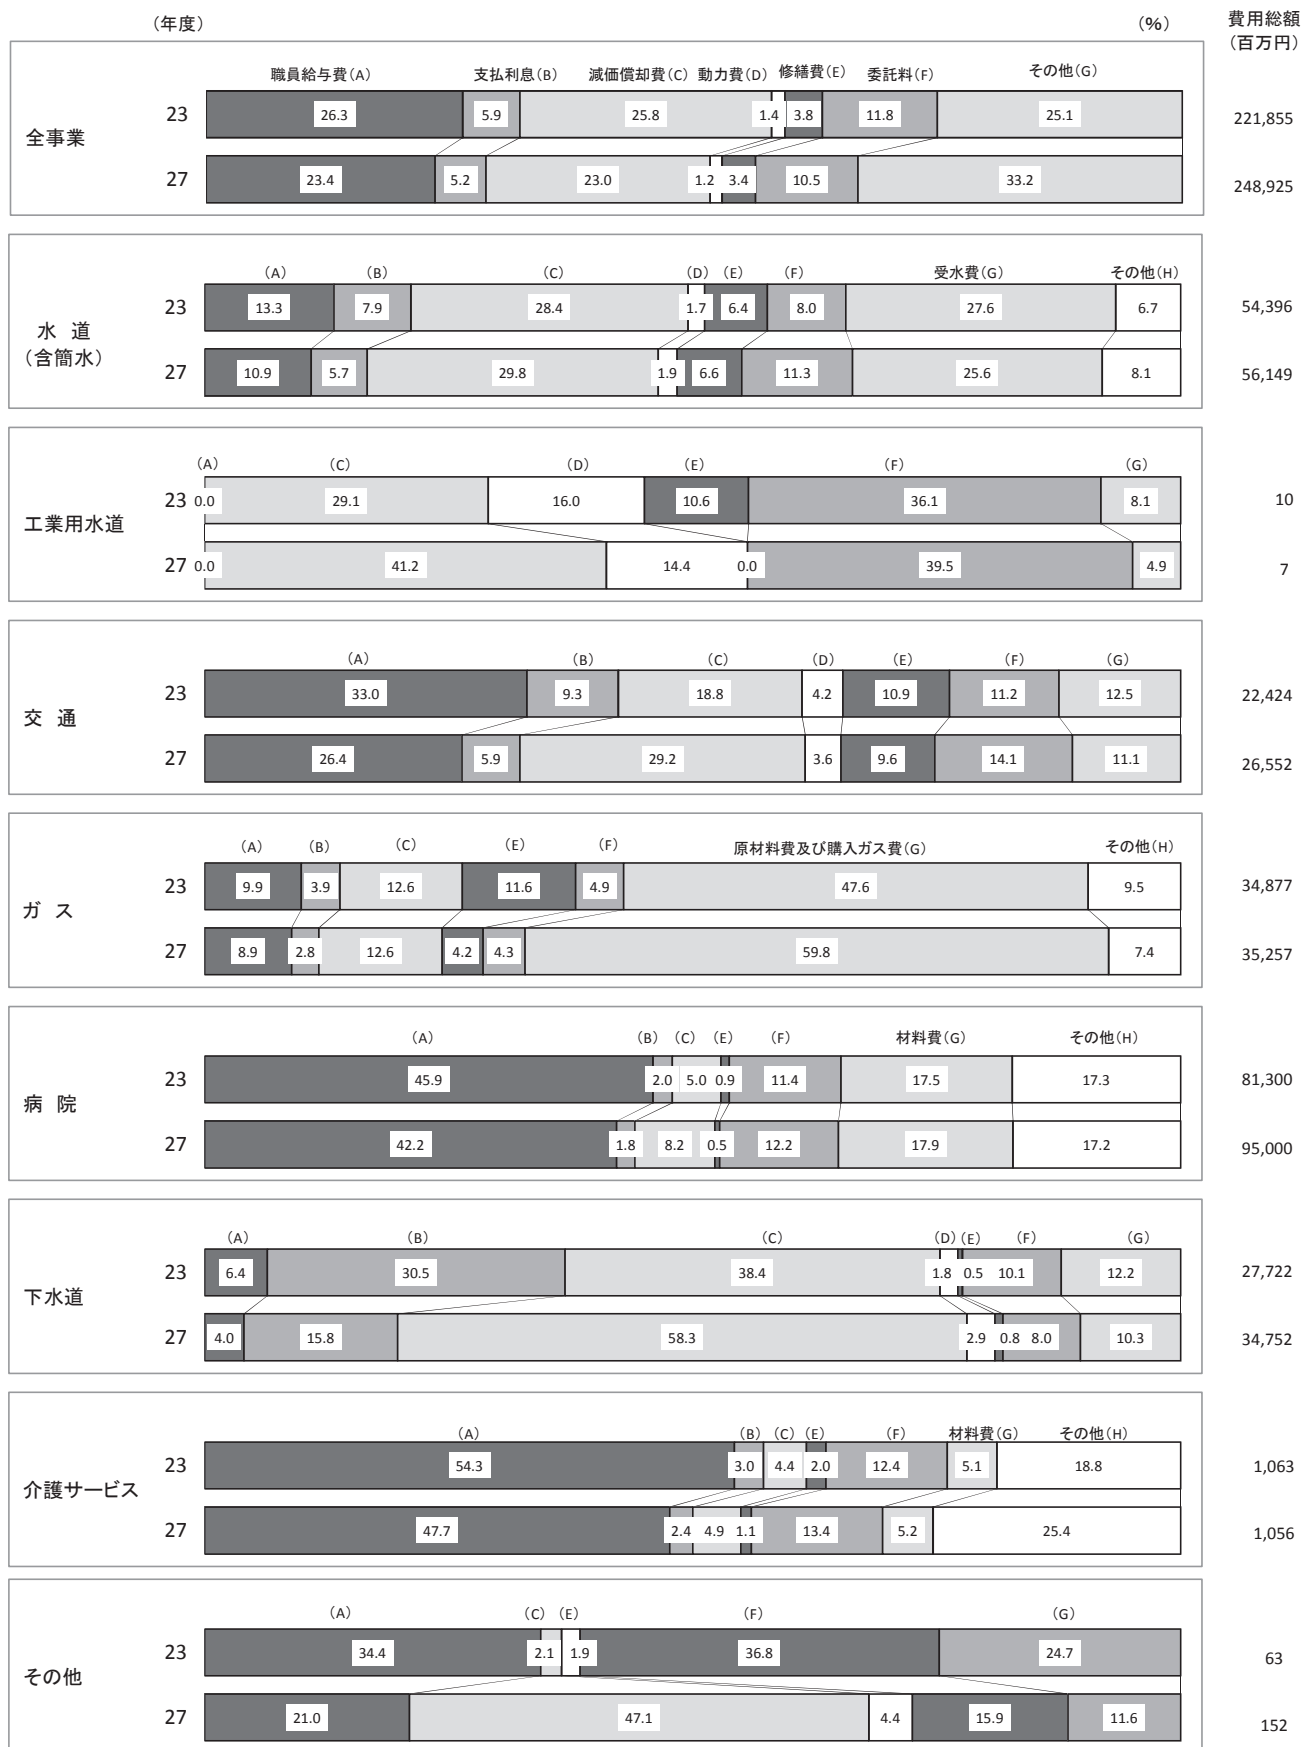 （年度）
（％）
費用総額
（百万円）
職員給与費（A） 支払利息（B） 減価償却費（C） 動力費（D） 修繕費（E） 委託料（F） その他（G）
全事業
23 26.3 5.9 25.8 1.4 3.8 11.8 25.1 221,855
27 23.4 5.2 23.0 1.2 3.4 10.5 33.2 248,925
（A） （B） （C） （D） （E） （F） 受水費（G） その他（H）
水 道
（含簡水）
23 13.3 7.9 28.4 1.7 6.4 8.0 27.6 6.7 54,396
27 10.9 5.7 29.8 1.9 6.6 11.3 25.6 8.1 56,149
（A） （C） （D） （E） （F） （G）
工業用水道
23 0.0 29.1 16.0 10.6 36.1 8.1 10
27 0.0 41.2 14.4 0.0 39.5 4.9 7
（A） （B） （C） （D） （E） （F） （G）
交 通
23 33.0 9.3 18.8 4.2 10.9 11.2 12.5 22,424
27 26.4 5.9 29.2 3.6 9.6 14.1 11.1 26,552
（A） （B） （C） （E） （F） 原材料費及び購入ガス費（G） その他（H）
ガ ス
23 9.9 3.9 12.6 11.6 4.9 47.6 9.5 34,877
27 8.9 2.8 12.6 4.2 4.3 59.8 7.4 35,257
（A） （B） （C） （E） （F） 材料費（G） その他（H）
病 院
23 45.9 2.0 5.0 0.9 11.4 17.5 17.3 81,300
27 42.2 1.8 8.2 0.5 12.2 17.9 17.2 95,000
（A） （B） （C） （D） （E） （F） （G）
下水道
23 6.4 30.5 38.4 1.8 0.5 10.1 12.2 27,722
27 4.0 15.8 58.3 2.9 0.8 8.0 10.3 34,752
（A） （B） （C） （E） （F） 材料費（G） その他（H）
介護サービス
23 54.3 3.0 4.4 2.0 12.4 5.1 18.8 1,063
27 47.7 2.4 4.9 1.1 13.4 5.2 25.4 1,056
（A） （C） （E） （F） （G）
その他
23 34.4 2.1 1.9 36.8 24.7 63
27 21.0 47.1 4.4 15.9 11.6 152